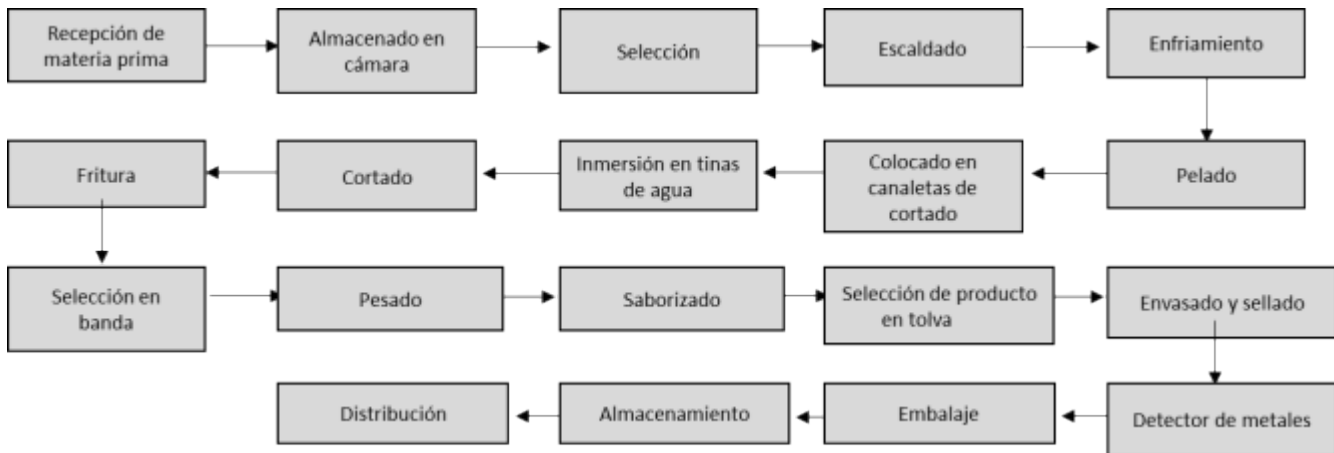 Recepción de
materia prima
Almacenado en
cámara
Selección
Escaldado
Enfriamiento
Pelado
Colocado en
canaletas de
cortado
Inmersión en tinas
de agua
Cortado
Fritura
Selección en
banda
Pesado
Saborizado
Selección de producto
en tolva
Envasado y sellado
Detector de metales
Embalaje
Almacenamiento
Distribución